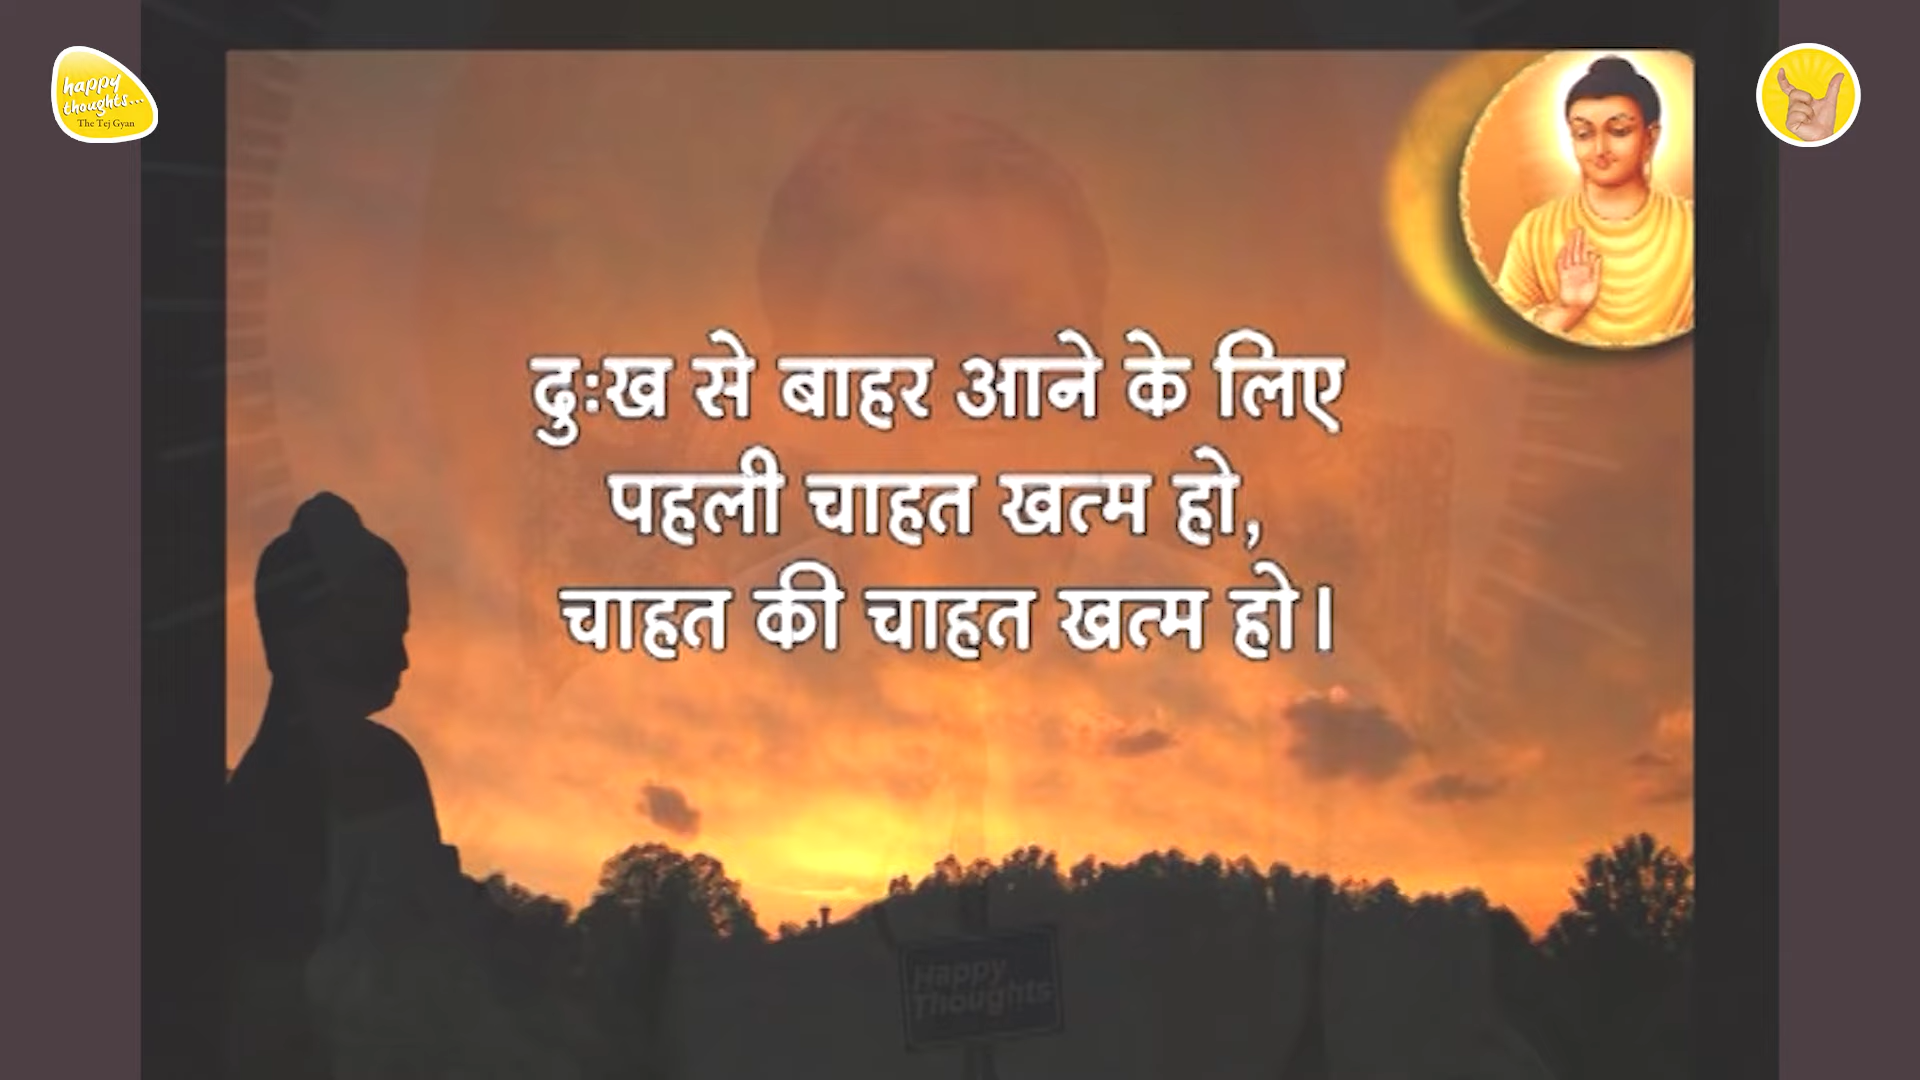 happy
thoughts...
The Tej Gyan
दुःख से बाहर आने के लिए
पहली चाहत खत्म हो,
चाहत की चाहत खत्म हो।
Happy
Thoughts